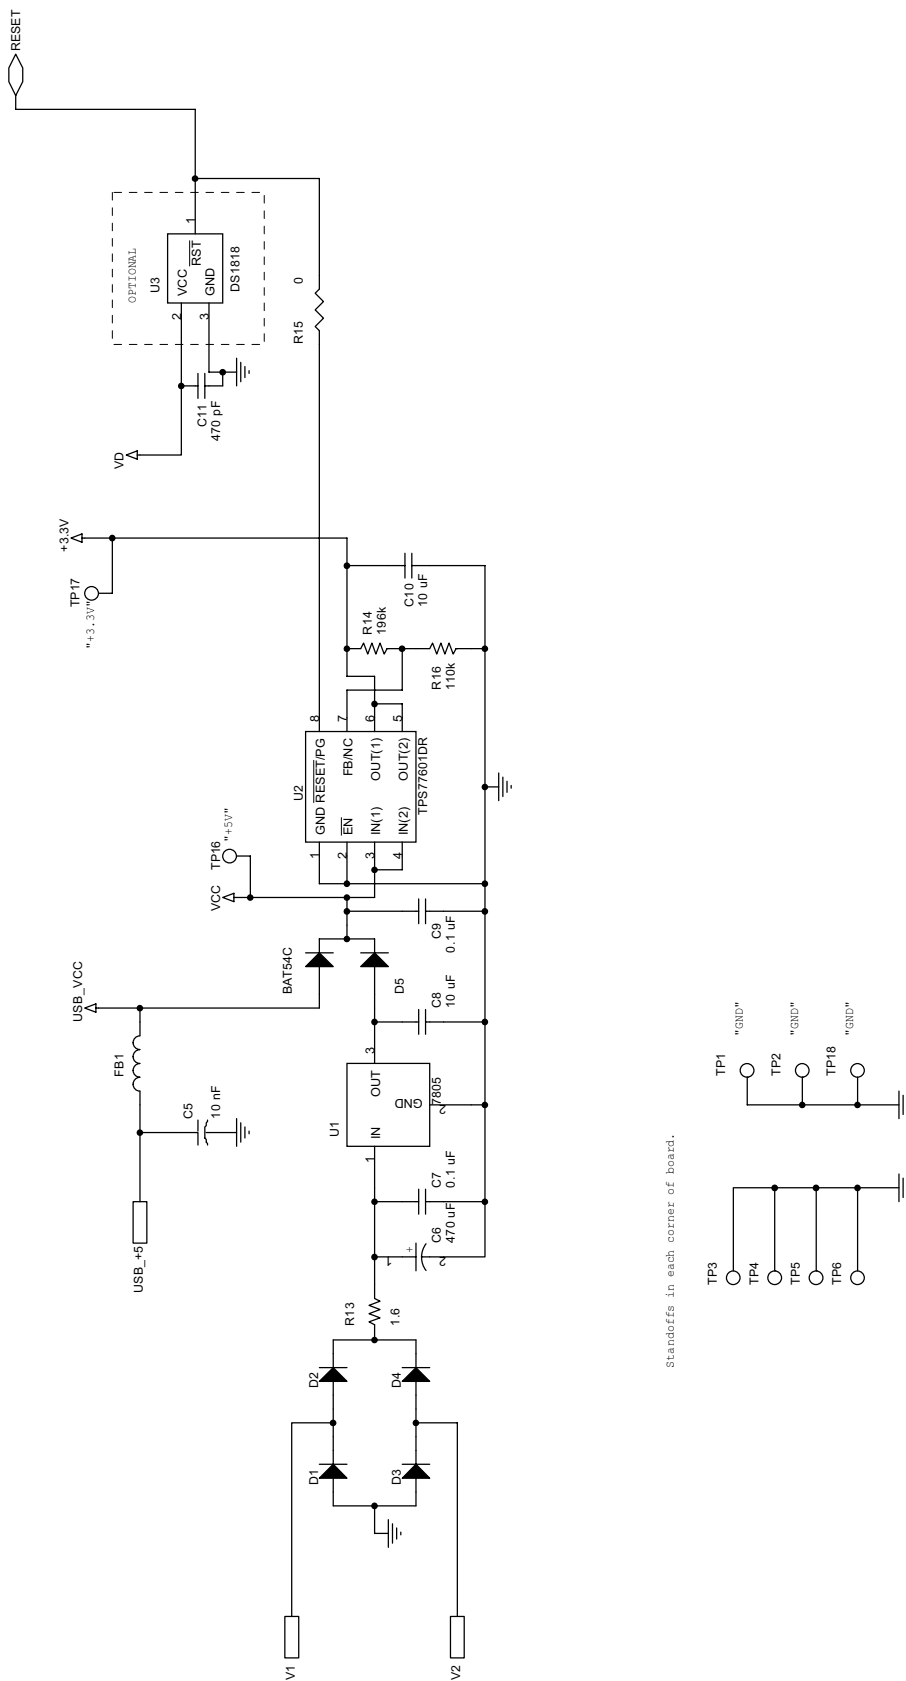 V1
V2
D1
D2
D3
D4
R13
1.6
USB_+5
C5
10 nF
FB1
USB_VCC
1
+
2
C6
470 uF
C7
0.1 uF
U1
1
IN
OUT
3
GND
2
7805
C8
10 uF
BAT54C
D5
C9
0.1 uF
VCC
TP16
"+5V"
U2
1
2
3
4
GND
EN
IN(1)
IN(2)
RESET/PG
FB/NC
OUT(1)
OUT(2)
8
7
6
5
TPS77601DR
R14
196k
R16
110k
C10
10 uF
TP17
"+3.3V"
+3.3V
VD
C11
470 pF
OPTIONAL
U3
2
3
VCC
GND
RST
1
DS1818
R15
0
RESET
Standoffs in each corner of board.
TP3
TP4
TP5
TP6
TP1
"GND"
TP2
"GND"
TP18
"GND"